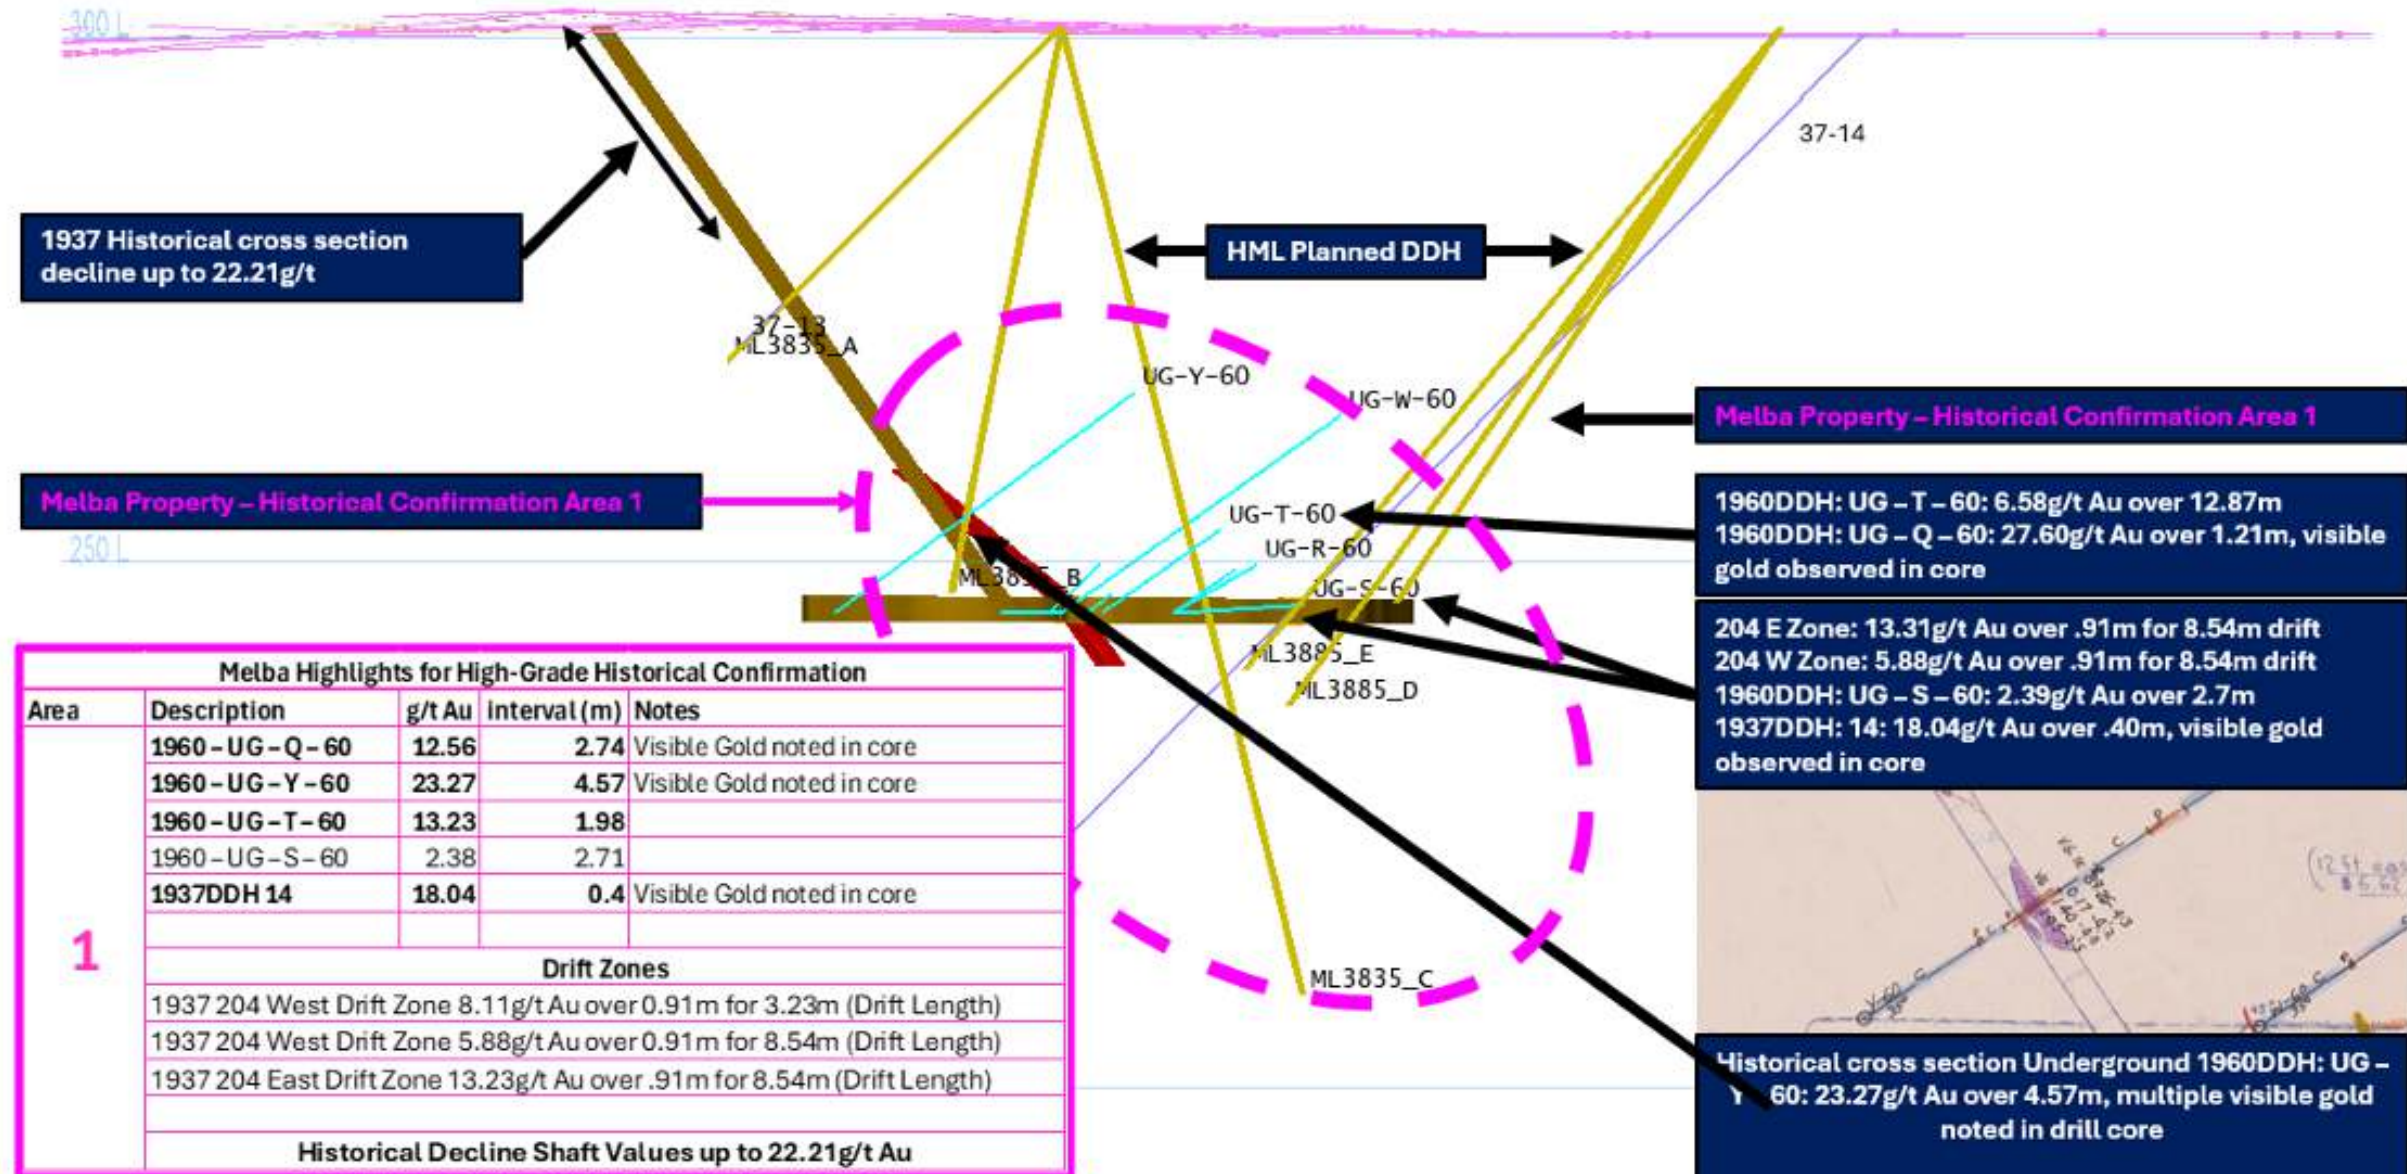 300 L
37-14
1937 Historical cross section
decline up to 22.21g/t
HML Planned DDH
37-13
ML3835_A
UG-Y-60
UG-W-60
Melba Property – Historical Confirmation Area 1
Melba Property – Historical Confirmation Area 1
UG-T-60
UG-R-60
250 L
ML3835_B
UG-S-60
1960DDH: UG – T – 60: 6.58g/t Au over 12.87m
1960DDH: UG – Q – 60: 27.60g/t Au over 1.21m, visible
gold observed in core
204 E Zone: 13.31g/t Au over .91m for 8.54m drift
204 W Zone: 5.88g/t Au over .91m for 8.54m drift
1960DDH: UG – S – 60: 2.39g/t Au over 2.7m
1937DDH: 14: 18.04g/t Au over .40m, visible gold
observed in core
ML3885_E
ML3885_D
ML3835_C
Melba Highlights for High-Grade Historical Confirmation
Area Description g/t Au interval (m) Notes
1960 – UG – Q – 60 12.56 2.74 Visible Gold noted in core
1960 – UG – Y – 60 23.27 4.57 Visible Gold noted in core
1960 – UG – T – 60 13.23 1.98
1960 – UG – S – 60 2.38 2.71
1937DDH 14 18.04 0.4 Visible Gold noted in core
1
Drift Zones
1937 204 West Drift Zone 8.11g/t Au over 0.91m for 3.23m (Drift Length)
1937 204 West Drift Zone 5.88g/t Au over 0.91m for 8.54m (Drift Length)
1937 204 East Drift Zone 13.23g/t Au over .91m for 8.54m (Drift Length)
Historical Decline Shaft Values up to 22.21g/t Au
Y-60
Historical cross section Underground 1960DDH: UG –
Y 60: 23.27g/t Au over 4.57m, multiple visible gold
noted in drill core